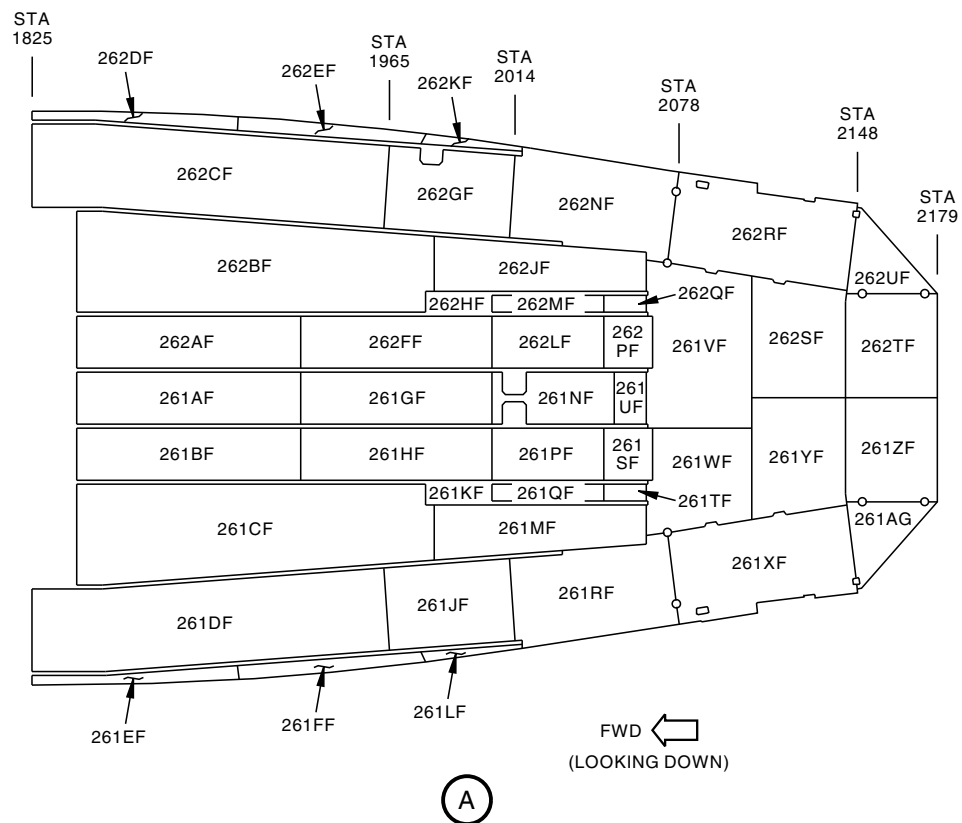 STA
1825
262DF
262EF
STA
1965
262KF
STA
2014
STA
2078
STA
2148
STA
2179
262CF
262GF
262NF
262RF
262UF
262BF
262JF
262HF
262MF
262QF
262AF
262FF
262LF
262
PF
261VF
262SF
262TF
261AF
261GF
261NF
261
UF
261BF
261HF
261PF
261
SF
261WF
261YF
261ZF
261KF
261QF
261TF
261AG
261CF
261MF
261XF
261DF
261JF
261RF
261EF
261FF
261LF
FWD
(LOOKING DOWN)
A